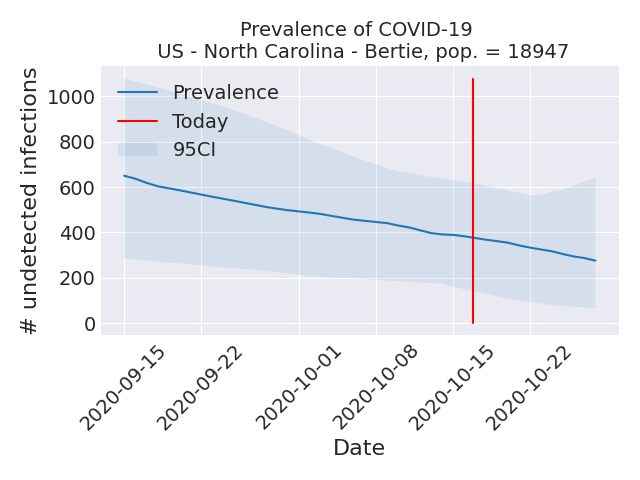 Prevalence of COVID-19
US - North Carolina - Bertie, pop. = 18947
# undetected infections
1000
800
600
400
200
0
Prevalence
Today
95CI
2020-09-15
2020-09-22
2020-10-01
2020-10-08
2020-10-15
2020-10-22
Date